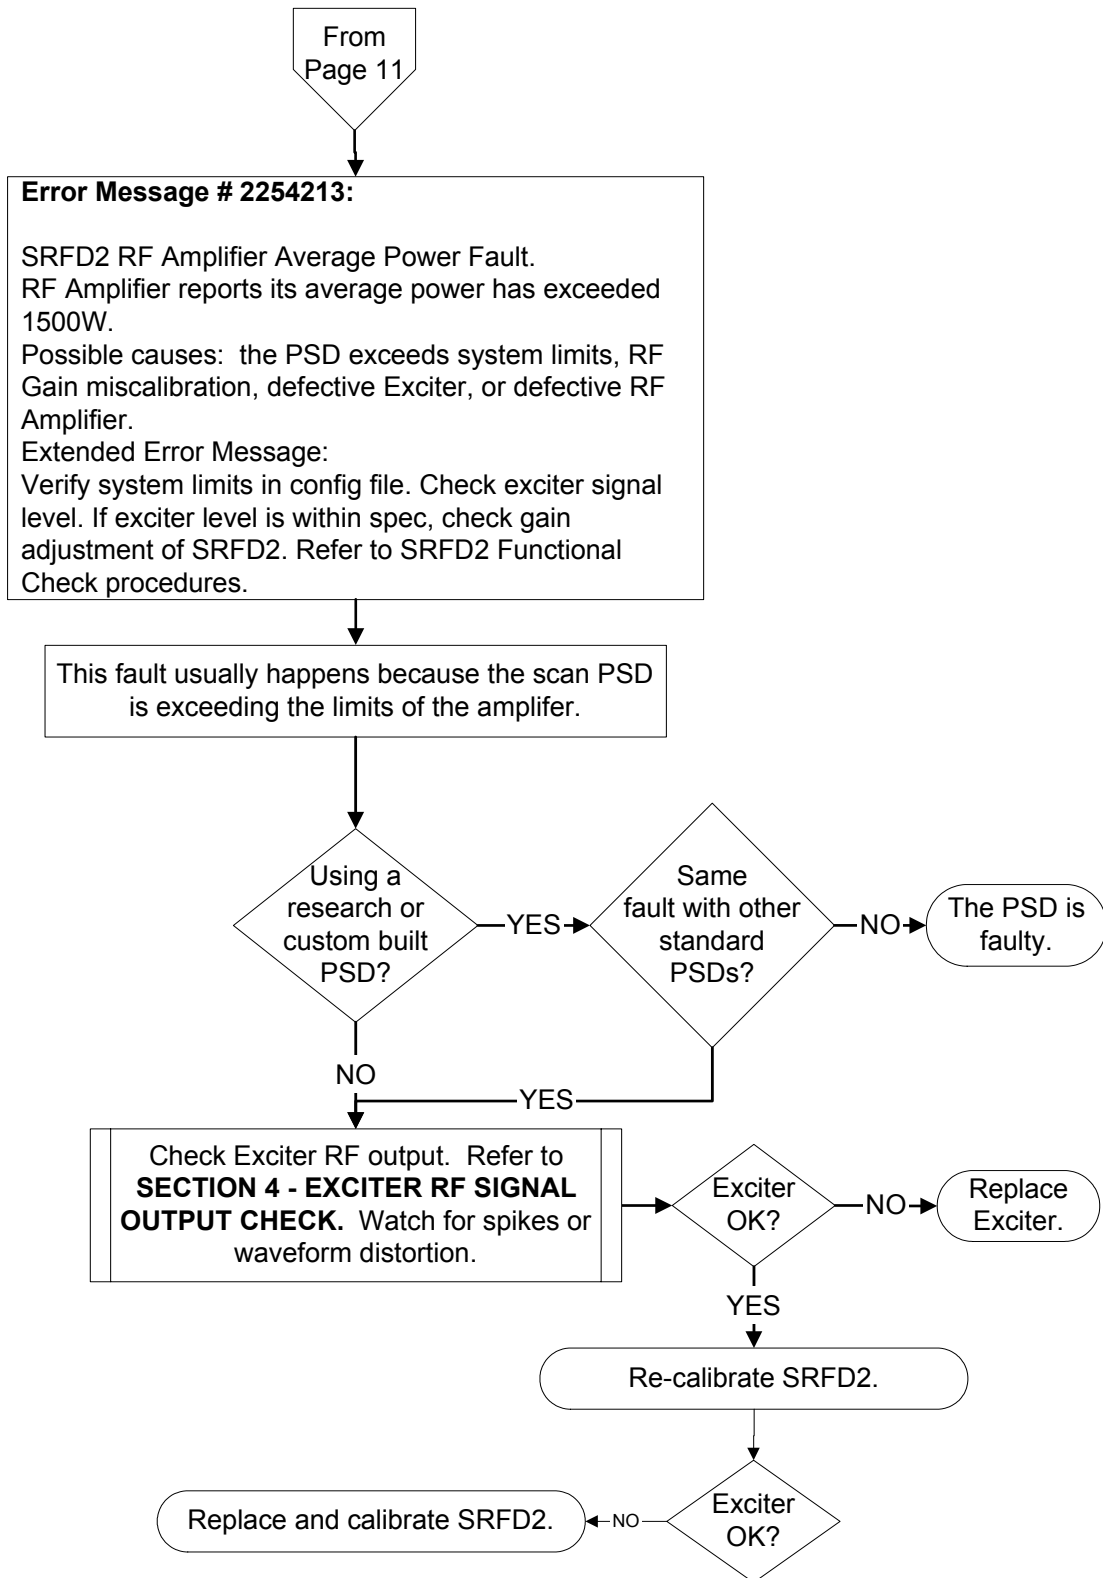 From
Page 11
Error Message # 2254213:
SRFD2 RF Amplifier Average Power Fault.
RF Amplifier reports its average power has exceeded
1500W.
Possible causes:  the PSD exceeds system limits, RF
Gain miscalibration, defective Exciter, or defective RF
Amplifier.
Extended Error Message:
Verify system limits in config file. Check exciter signal
level. If exciter level is within spec, check gain
adjustment of SRFD2. Refer to SRFD2 Functional
Check procedures.
This fault usually happens because the scan PSD
is exceeding the limits of the amplifer.
Using a
research or
custom built
PSD?
YES
Same
fault with other
standard
PSDs?
NO
The PSD is
faulty.
NO
YES
Check Exciter RF output.  Refer to
SECTION 4 - EXCITER RF SIGNAL
OUTPUT CHECK.  Watch for spikes or
waveform distortion.
Exciter
OK?
NO
Replace
Exciter.
YES
Re-calibrate SRFD2.
Exciter
OK?
NO
Replace and calibrate SRFD2.